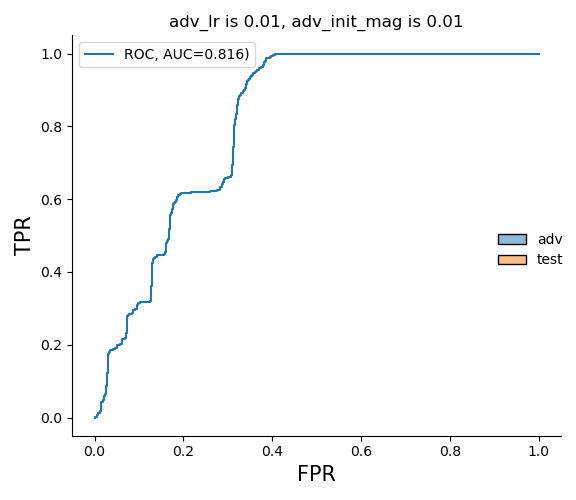 adv_lr is 0.01, adv_init_mag is 0.01
ROC, AUC=0.816)
1.0
0.8
0.6
0.4
0.2
0.0
TPR
adv
test
0.0 0.2 0.4 0.6 0.8 1.0
FPR